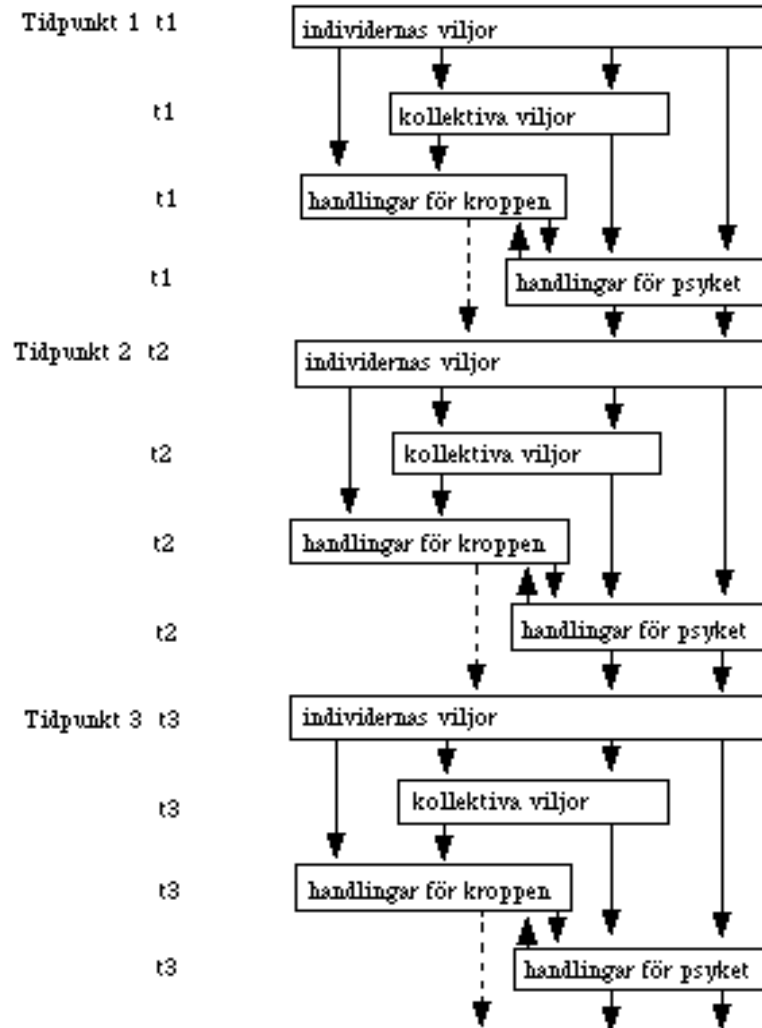 Tidpunkt 1 t1 individernas viljor
t1 kollektiva viljor
t1 handlingar för kroppen
t1 handlingar för psyket
Tidpunkt 2 t2 individernas viljor
t2 kollektiva viljor
t2 handlingar för kroppen
t2 handlingar för psyket
Tidpunkt 3 t3 individernas viljor
t3 kollektiva viljor
t3 handlingar för kroppen
t3 handlingar för psyket